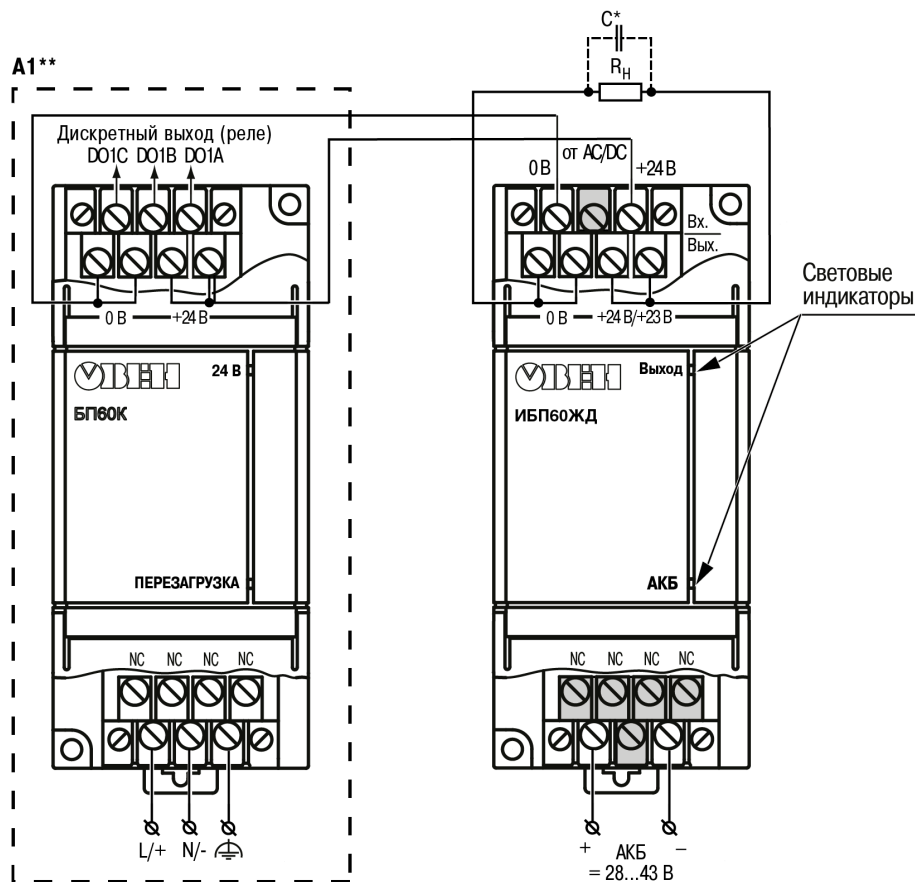 C*
R_H
A1**
Дискретный выход (реле)
DO1C DO1B DO1A
от AC/DC
0 В
+24 В
Вх.
Вых.
Световые
индикаторы
0 В
+24 В
0 В
+24 В/+23 В
ОВЕН
24 В
БП60К
ПЕРЕЗАГРУЗКА
ОВЕН
Выход
ИБП60ЖД
АКБ
NC NC NC NC
NC NC NC NC
L/+ N/-
+ АКБ –
= 28...43 В